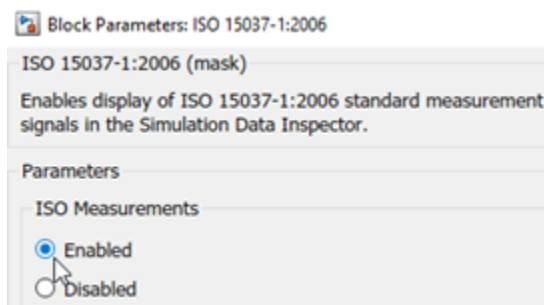 Block Parameters: ISO 15037-1:2006
ISO 15037-1:2006 (mask)
Enables display of ISO 15037-1:2006 standard measurement
signals in the Simulation Data Inspector.
Parameters
ISO Measurements
Enabled
Disabled